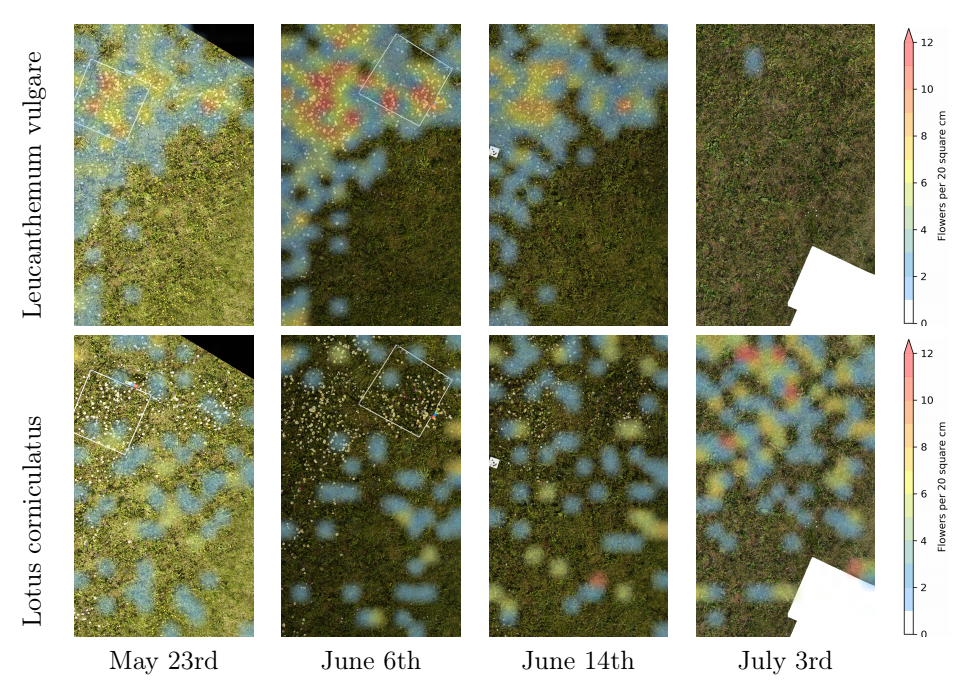 Leucanthemum vulgare
12
10
8
6
4
2
0
Flowers per 20 square cm
Lotus corniculatus
12
10
8
6
4
2
0
Flowers per 20 square cm
May 23rd
June 6th
June 14th
July 3rd